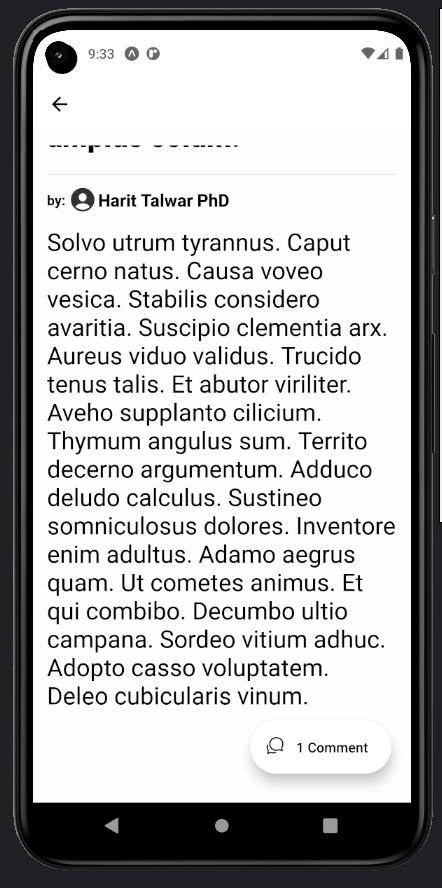 9:33
by: Harit Talwar PhD
Solvo utrum tyrannus. Caput
cerno natus. Causa voveo
vesica. Stabilis considero
avaritia. Suscipio clementia arx.
Aureus viduo validus. Trucido
tenus talis. Et abutor viriliter.
Aveho supplanto cilicium.
Thymum angulus sum. Territo
decerno argumentum. Adduco
deludo calculus. Sustineo
somniculosus dolores. Inventore
enim adultus. Adamo aegrus
quam. Ut cometes animus. Et
qui combibo. Decumbo ultio
campana. Sordeo vitium adhuc.
Adopto casso voluptatem.
Deleo cubicularis vinum.
1 Comment